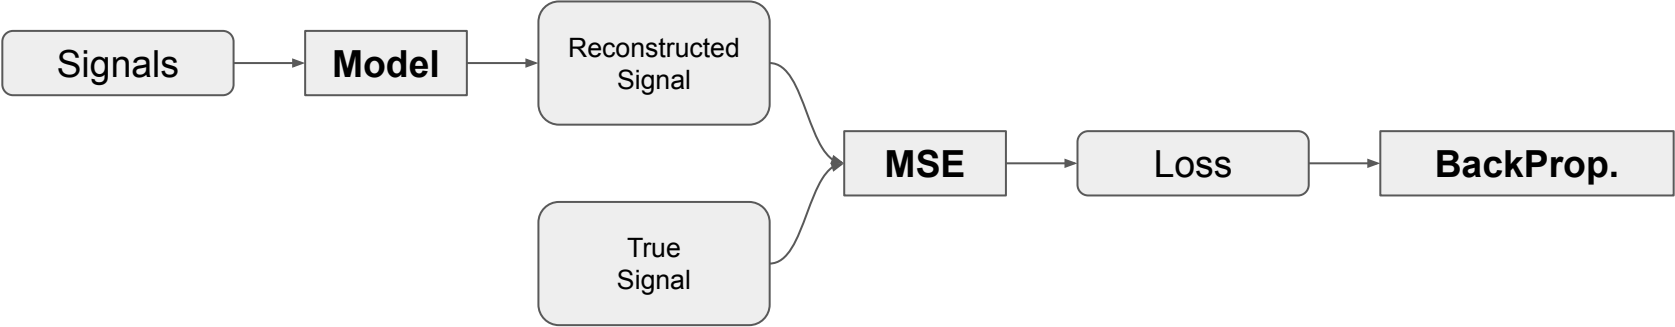 Signals
Model
Reconstructed
Signal
True
Signal
MSE
Loss
BackProp.